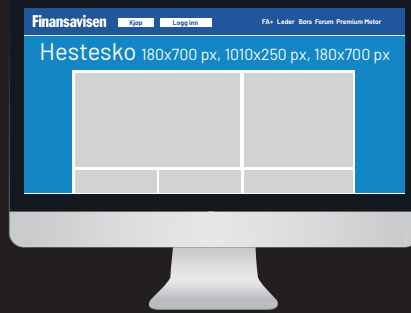 Finansavisen Kjøp Logg inn FA+ Leder Børs Forum Premium Motor
Hestesko 180x700 px, 1010x250 px, 180x700 px